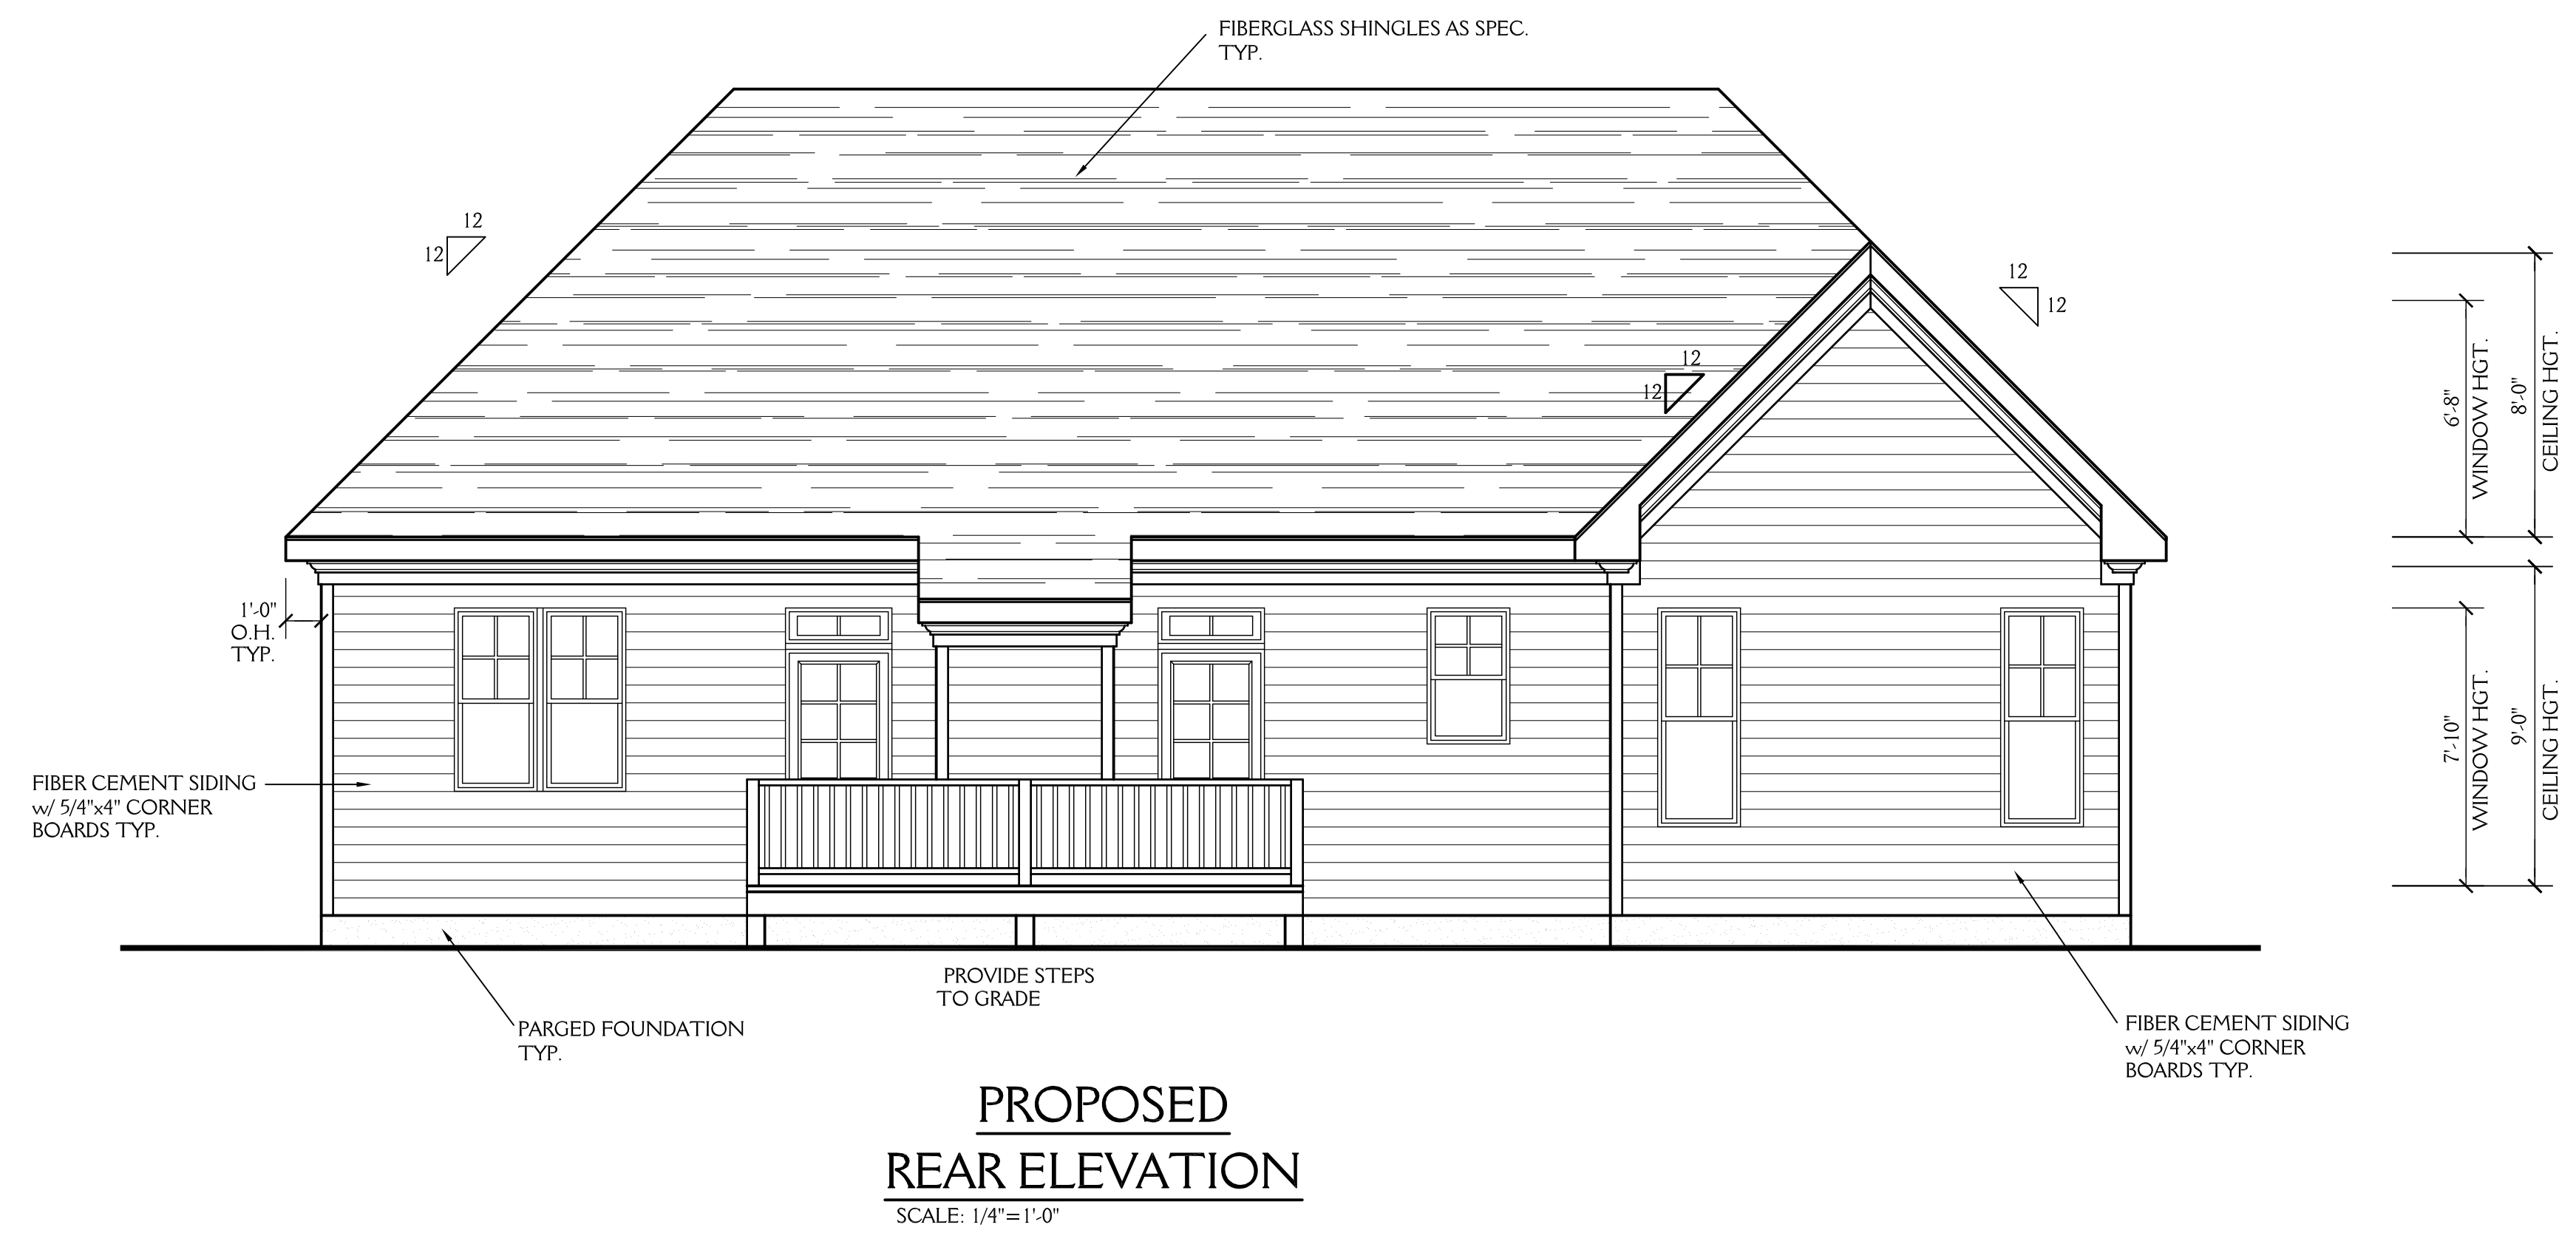 FIBERGLASS SHINGLES AS SPEC.
TYP.
12
12
12
12
12
12
6'-8"
WINDOW HGT.
8'-0"
CEILING HGT.
1'-0"
O.H.
TYP.
7'-10"
WINDOW HGT.
9'-0"
CEILING HGT.
FIBER CEMENT SIDING
w/ 5/4"x4" CORNER
BOARDS TYP.
PROVIDE STEPS
TO GRADE
PARGED FOUNDATION
TYP.
FIBER CEMENT SIDING
w/ 5/4"x4" CORNER
BOARDS TYP.
PROPOSED
REAR ELEVATION
SCALE: 1/4"=1'-0"